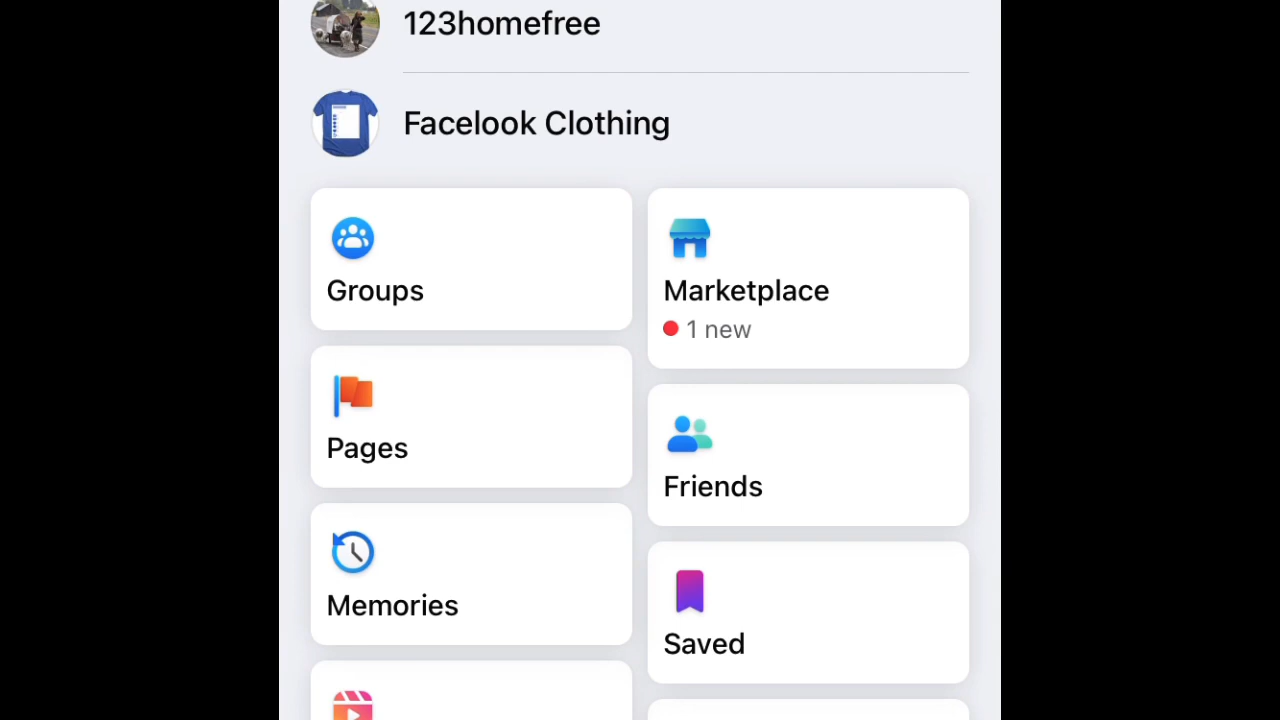 123homefree
Facelook Clothing
Groups
Marketplace
1 new
Pages
Friends
Memories
Saved